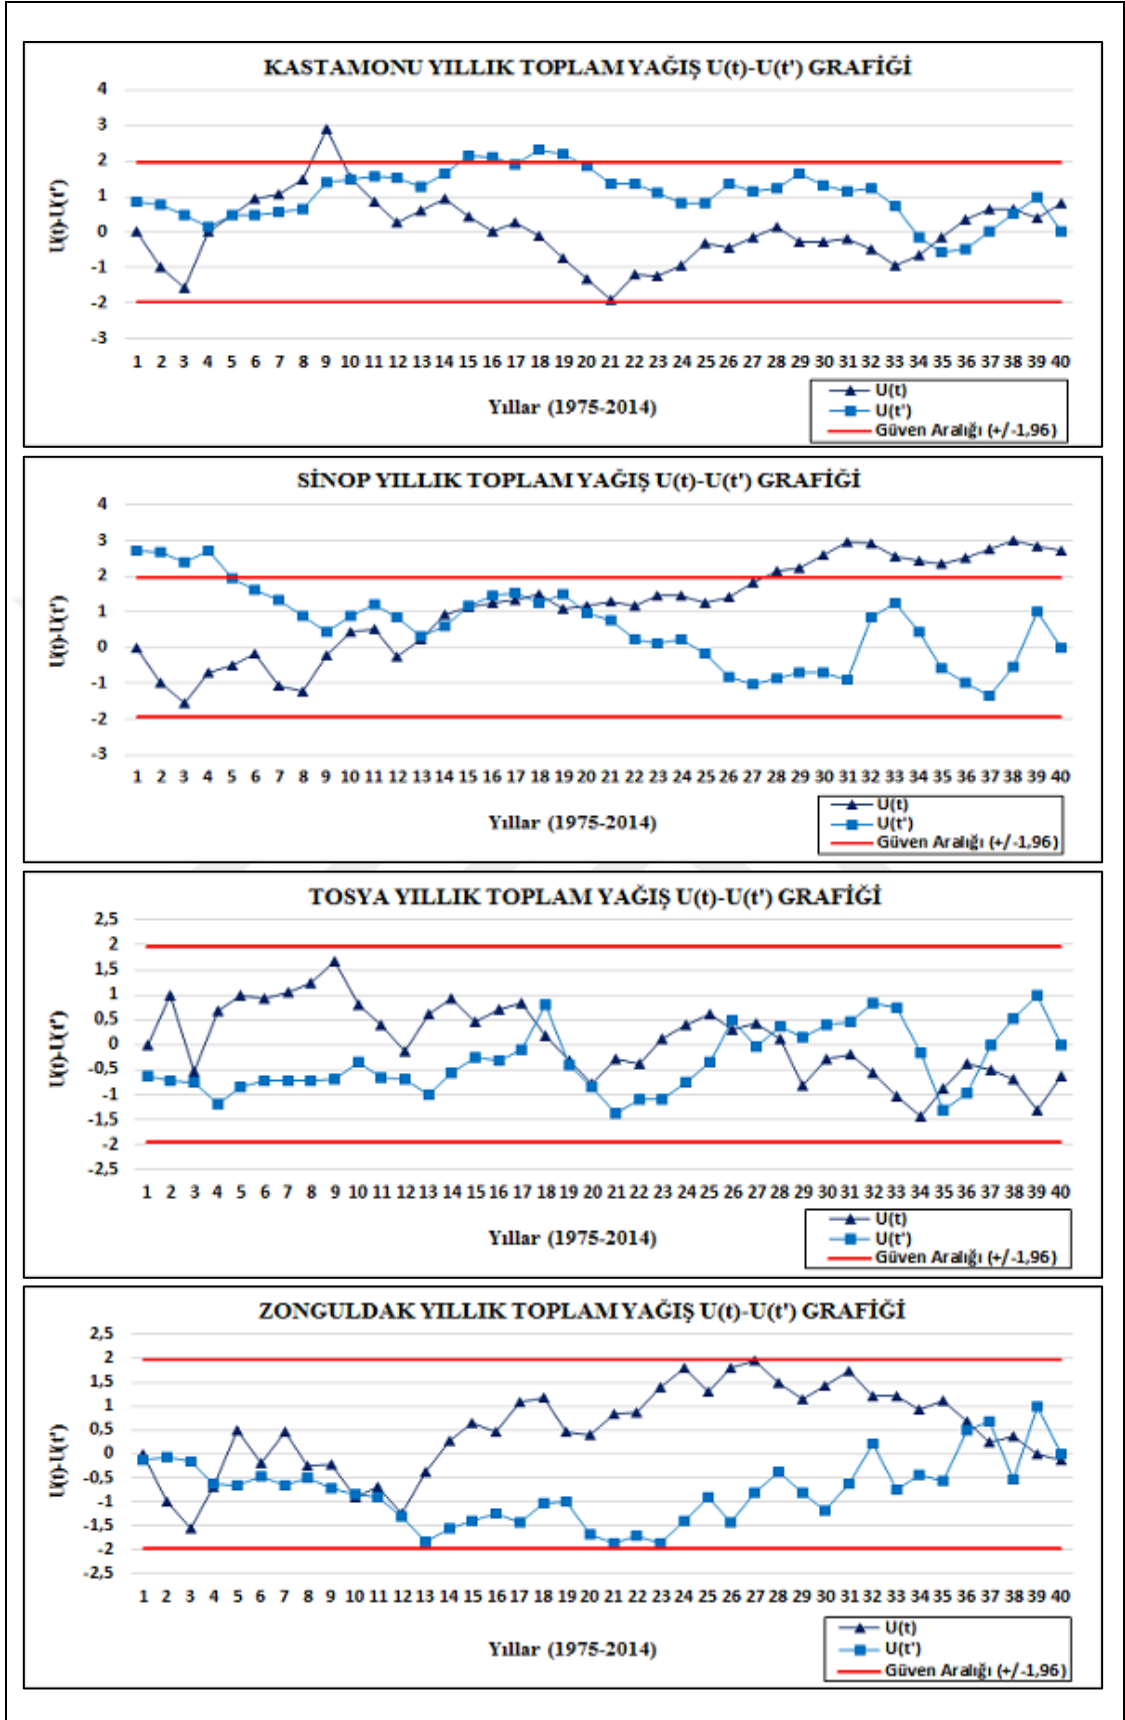 KASTAMONU YILLIK TOPLAM YAĞIŞ U(t)-U(t') GRAFİĞİ
4
3
2
1
0
-1
-2
-3
U(t)-U(t')
1 2 3 4 5 6 7 8 9 10 11 12 13 14 15 16 17 18 19 20 21 22 23 24 25 26 27 28 29 30 31 32 33 34 35 36 37 38 39 40
Yıllar (1975-2014)
U(t)
U(t')
Güven Aralığı (+/-1,96)
SİNOP YILLIK TOPLAM YAĞIŞ U(t)-U(t') GRAFİĞİ
4
3
2
1
0
-1
-2
-3
U(t)-U(t')
1 2 3 4 5 6 7 8 9 10 11 12 13 14 15 16 17 18 19 20 21 22 23 24 25 26 27 28 29 30 31 32 33 34 35 36 37 38 39 40
Yıllar (1975-2014)
U(t)
U(t')
Güven Aralığı (+/-1,96)
TOSYA YILLIK TOPLAM YAĞIŞ U(t)-U(t') GRAFİĞİ
2,5
2
1,5
1
0,5
0
-0,5
-1
-1,5
-2
-2,5
U(t)-U(t')
1 2 3 4 5 6 7 8 9 10 11 12 13 14 15 16 17 18 19 20 21 22 23 24 25 26 27 28 29 30 31 32 33 34 35 36 37 38 39 40
Yıllar (1975-2014)
U(t)
U(t')
Güven Aralığı (+/-1,96)
ZONGULDAK YILLIK TOPLAM YAĞIŞ U(t)-U(t') GRAFİĞİ
2,5
2
1,5
1
0,5
0
-0,5
-1
-1,5
-2
-2,5
U(t)-U(t')
1 2 3 4 5 6 7 8 9 10 11 12 13 14 15 16 17 18 19 20 21 22 23 24 25 26 27 28 29 30 31 32 33 34 35 36 37 38 39 40
Yıllar (1975-2014)
U(t)
U(t')
Güven Aralığı (+/-1,96)